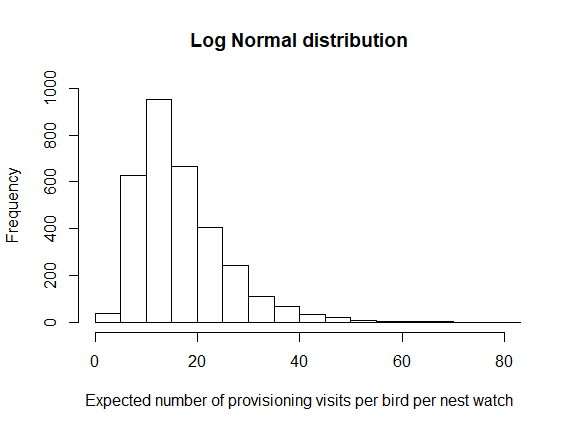 Log Normal distribution
Frequency
1000
800
600
400
200
0
0 20 40 60 80
Expected number of provisioning visits per bird per nest watch